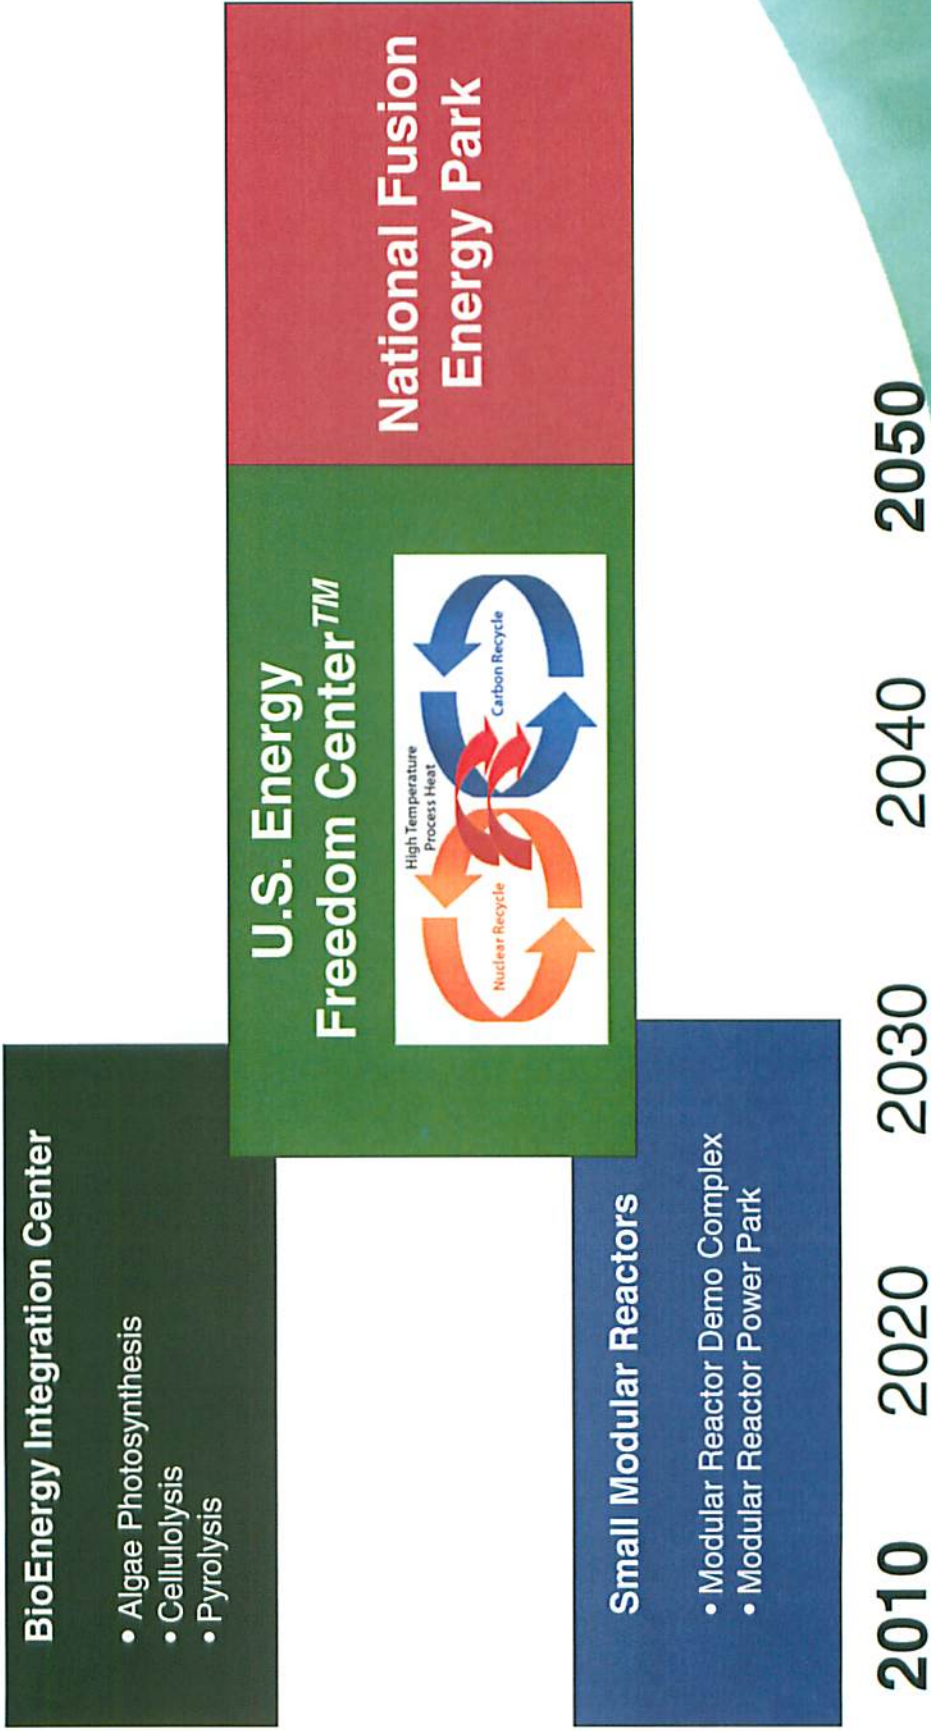 BioEnergy Integration Center
• Algae Photosynthesis
• Cellulolysis
• Pyrolysis
U.S. Energy
Freedom Center™
High Temperature
Process Heat
Nuclear Recycle
Carbon Recycle
National Fusion
Energy Park
Small Modular Reactors
• Modular Reactor Demo Complex
• Modular Reactor Power Park
2010 2020 2030 2040 2050